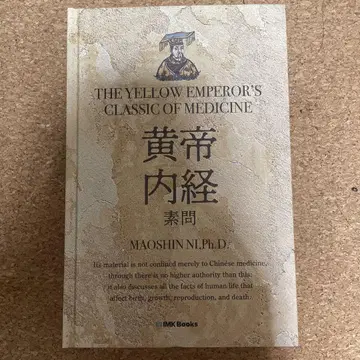 THE YELLOW EMPEROR'S
CLASSIC OF MEDICINE
黄帝
内経
素問
MAOSHIN NI,Ph.D.
Its material is not confined merely to Chinese medicine,
through there is no higher authority than this;
it also discusses all the facts of human life that
affect birth, growth, reproduction, and death.
IMK Books